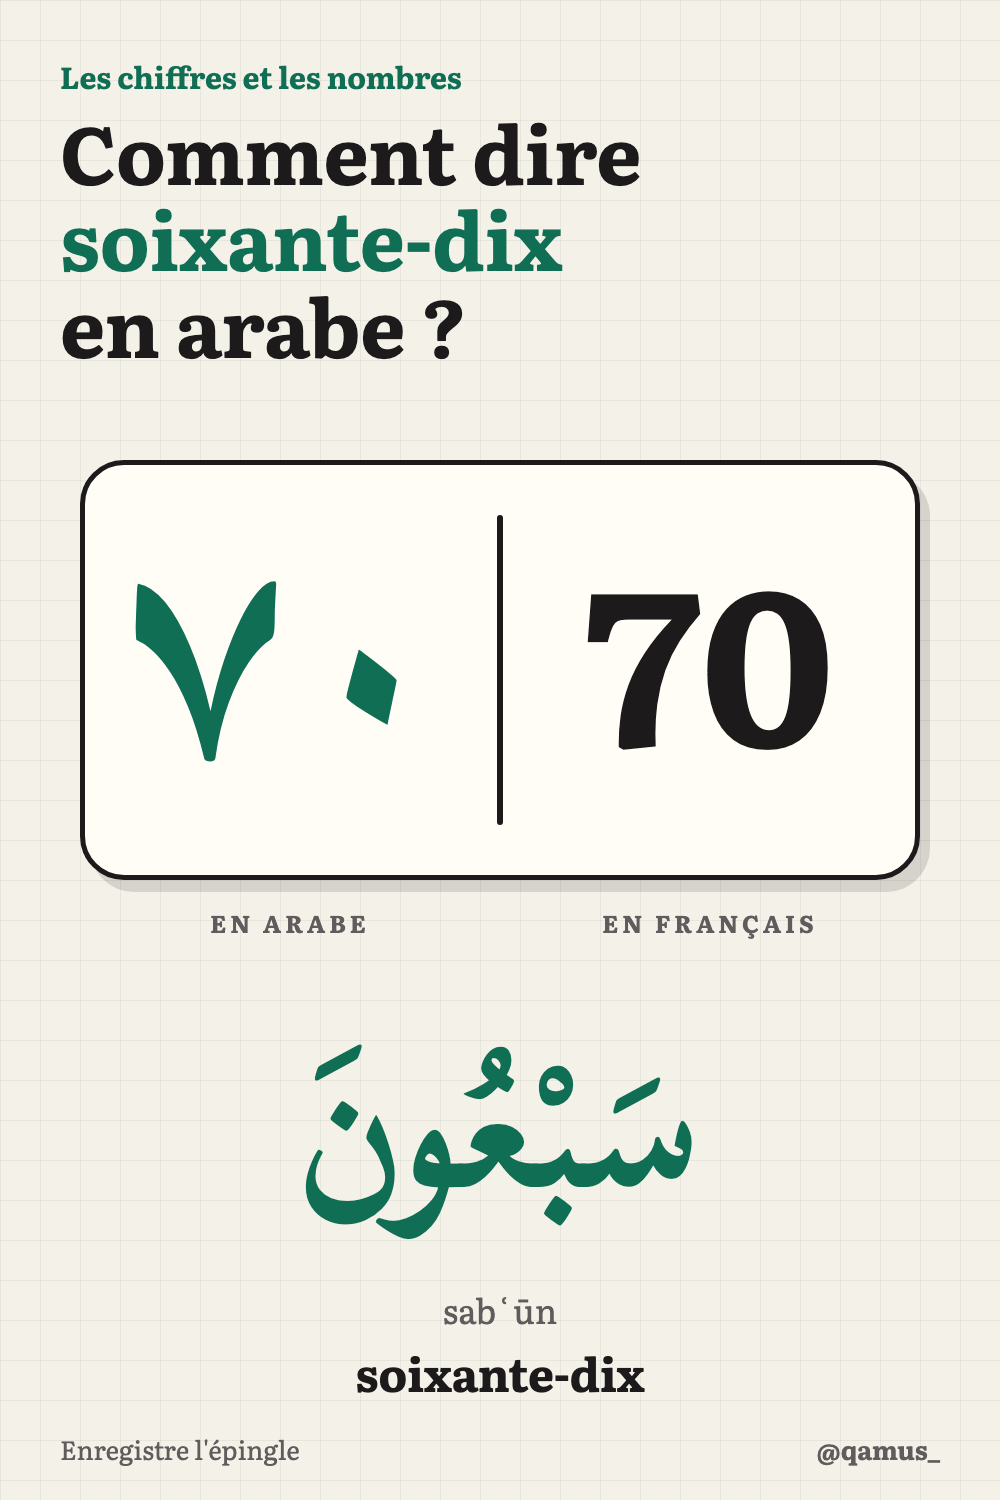 Les chiffres et les nombres
Comment dire
soixante-dix
en arabe ?
٧٠
70
EN ARABE
EN FRANÇAIS
سَبْعُونَ
sabʿūn
soixante-dix
Enregistre l'épingle
@qamus_